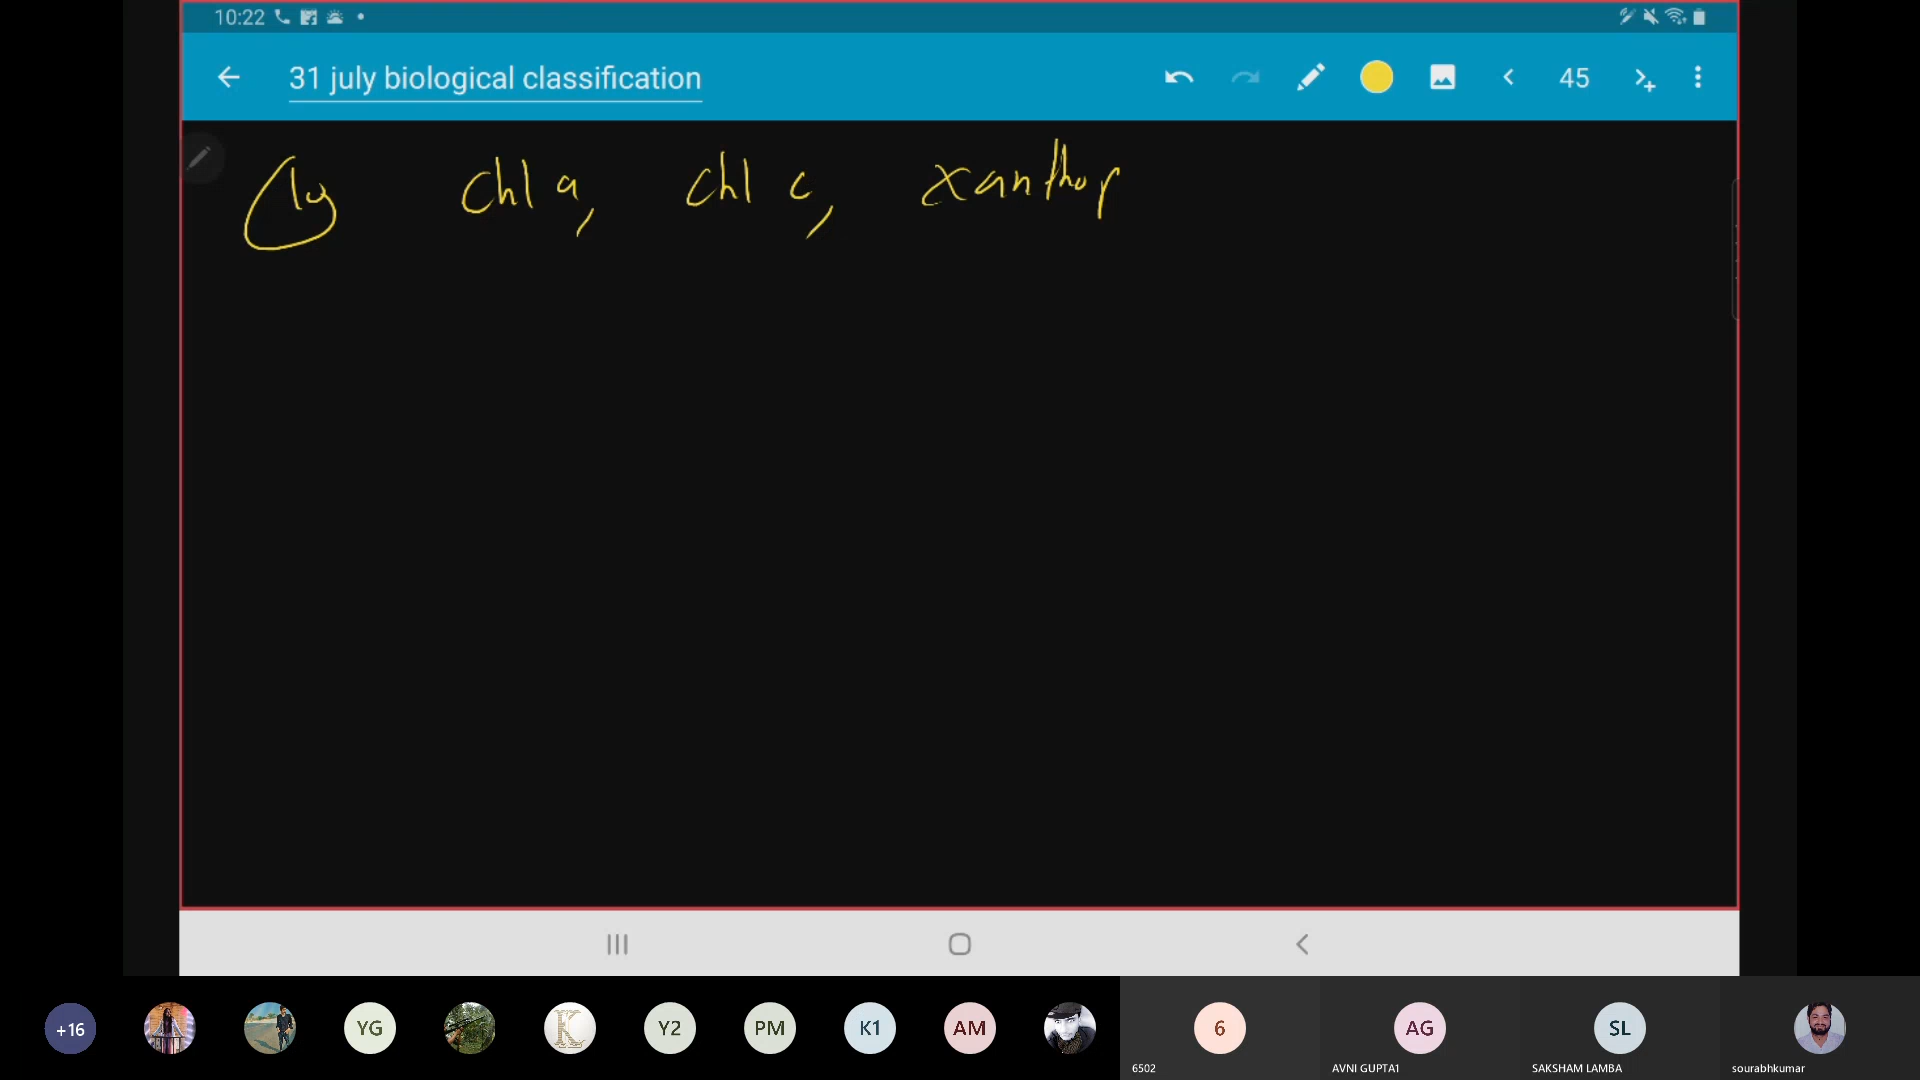 10:22
31 july biological classification
45
chl a, chl c, xanthop
+16 YG K Y2 PM K1 AM 6 AG SL
6502 AVNI GUPTA1 SAKSHAM LAMBA sourabhkumar